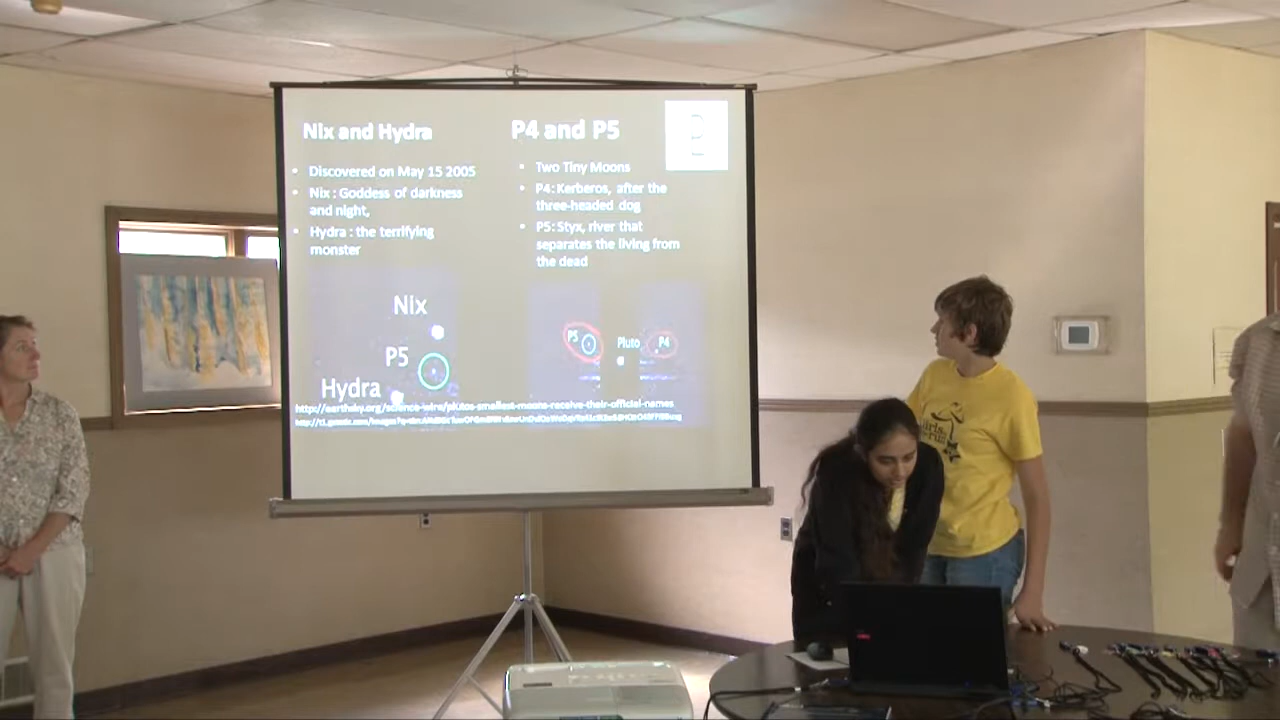 Nix and Hydra
• Discovered on May 15 2005
• Nix : Goddess of darkness
and night,
• Hydra : the terrifying
monster
P4 and P5
• Two Tiny Moons
• P4: Kerberos, after the
three-headed dog
• P5: Styx, river that
separates the living from
the dead
Nix
P5
Hydra
P5
Pluto
P4
http://earthsky.org/science-wire/plutos-smallest-moons-receive-their-official-names